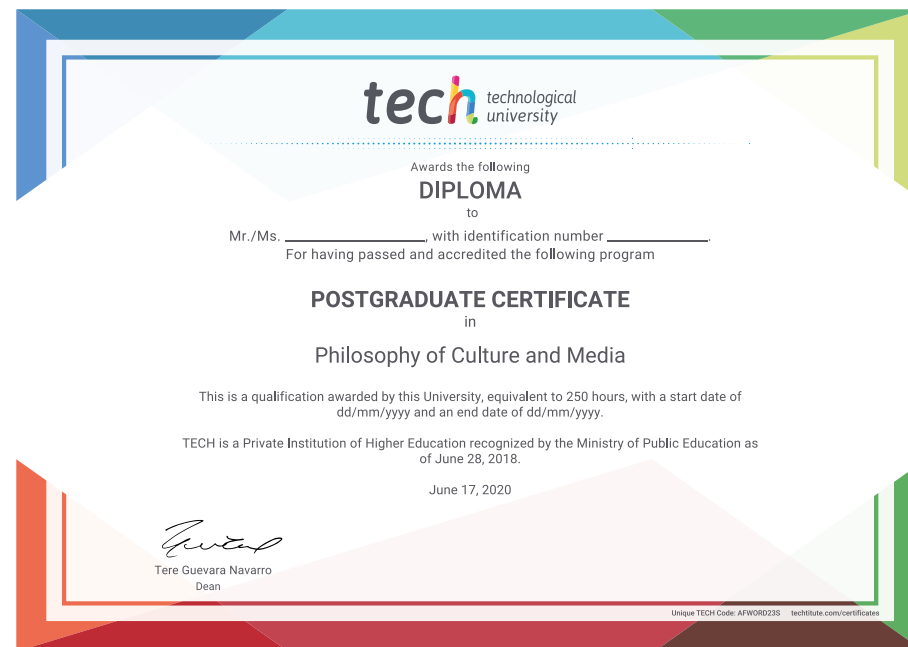 tech technological
university
Awards the following
DIPLOMA
to
Mr./Ms. ____________________, with identification number ______________.
For having passed and accredited the following program
POSTGRADUATE CERTIFICATE
in
Philosophy of Culture and Media
This is a qualification awarded by this University, equivalent to 250 hours, with a start date of
dd/mm/yyyy and an end date of dd/mm/yyyy.
TECH is a Private Institution of Higher Education recognized by the Ministry of Public Education as
of June 28, 2018.
June 17, 2020
Tere Guevara Navarro
Dean
Unique TECH Code: AFWORD23S techtitute.com/certificates